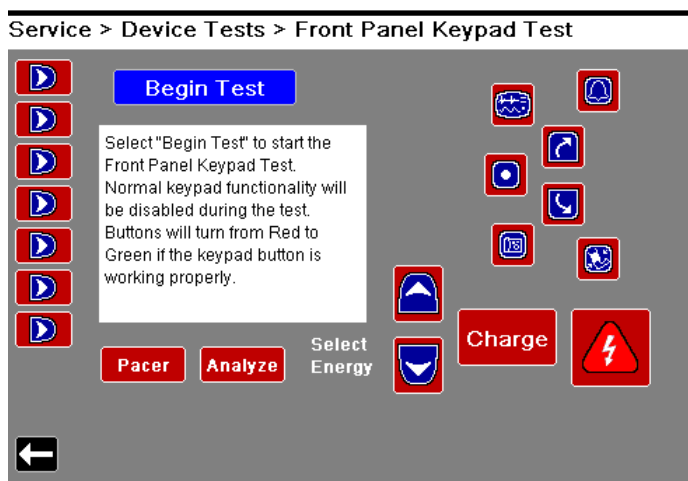 Service > Device Tests > Front Panel Keypad Test
Begin Test
Select "Begin Test" to start the
Front Panel Keypad Test.
Normal keypad functionality will
be disabled during the test.
Buttons will turn from Red to
Green if the keypad button is
working properly.
Pacer
Analyze
Select
Energy
Charge